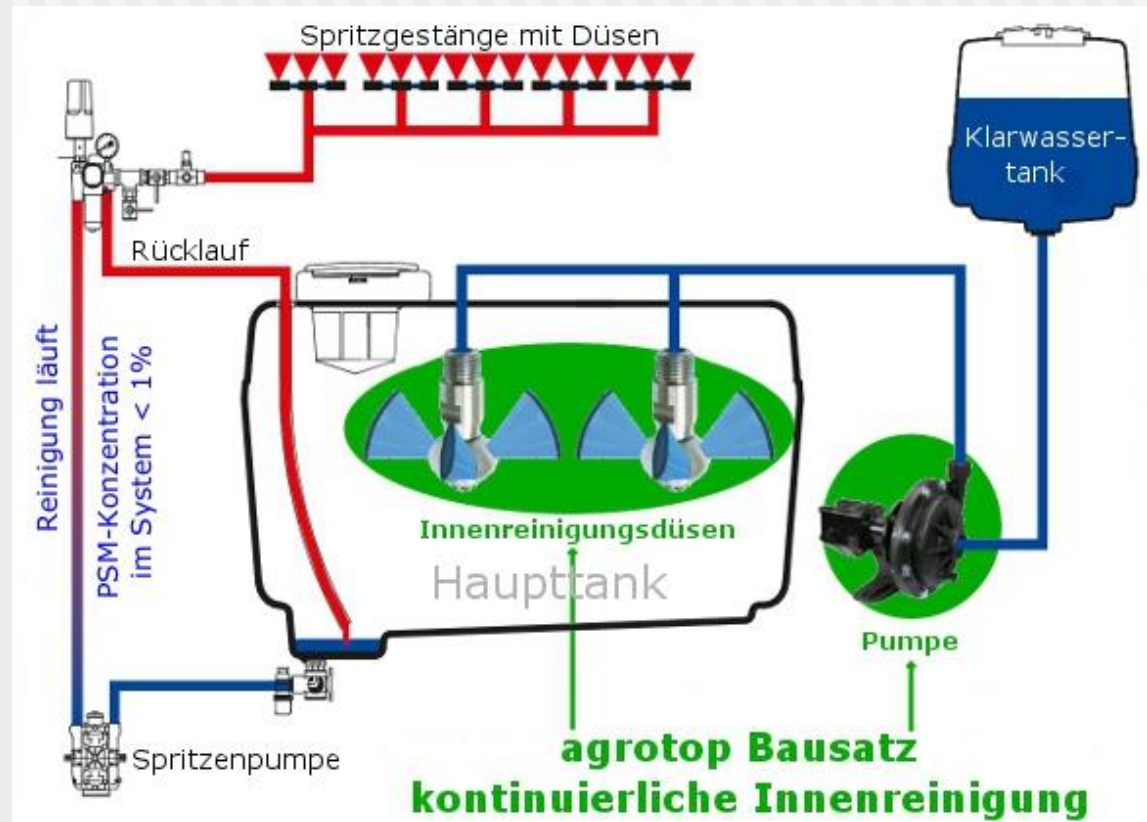 Spritzgestänge mit Düsen
Klarwasser-
tank
Rücklauf
Reinigung läuft
PSM-Konzentration
im System < 1%
Innenreinigungsdüsen
Haupttank
Pumpe
Spritzenpumpe
agrotop Bausatz
kontinuierliche Innenreinigung